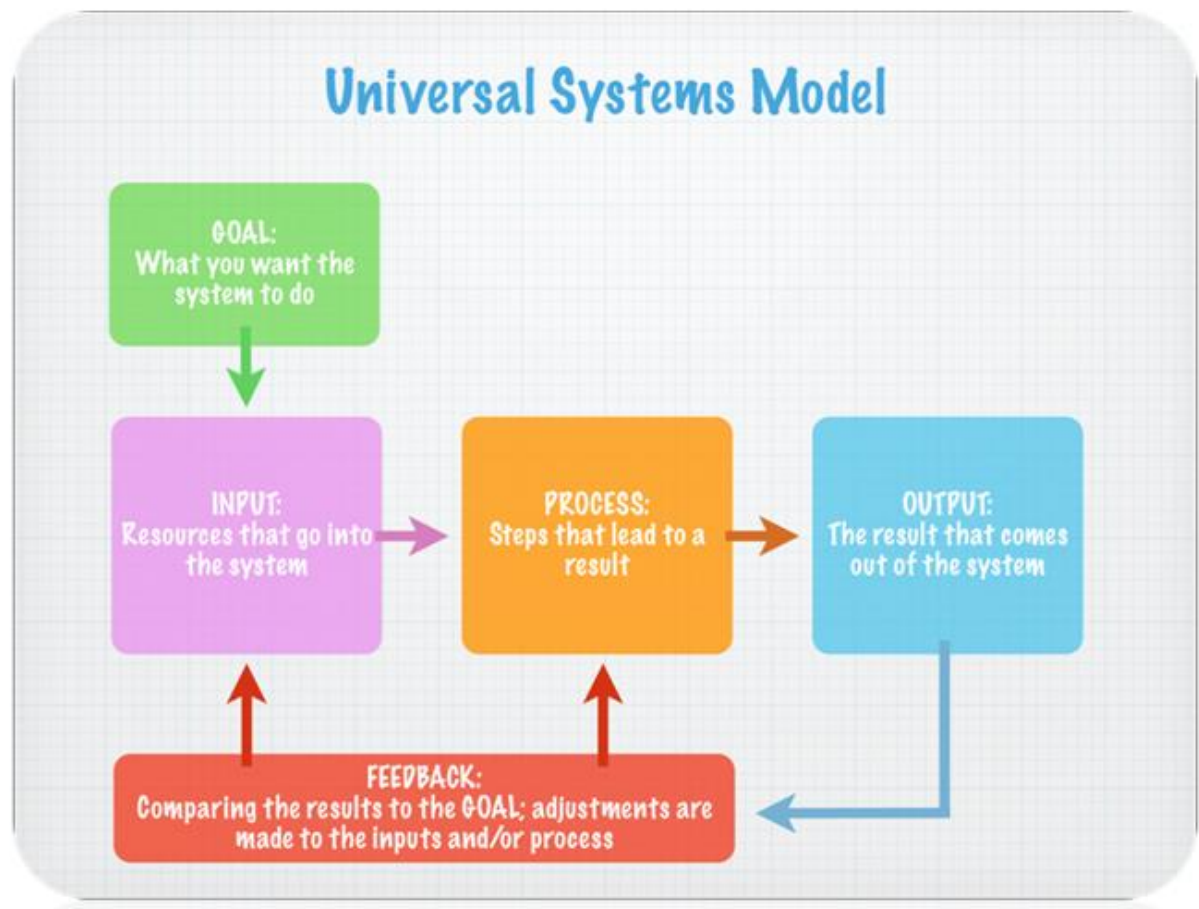 Universal Systems Model
GOAL:
What you want the
system to do
INPUT:
Resources that go into
the system
PROCESS:
Steps that lead to a
result
OUTPUT:
The result that comes
out of the system
FEEDBACK:
Comparing the results to the GOAL; adjustments are
made to the inputs and/or process